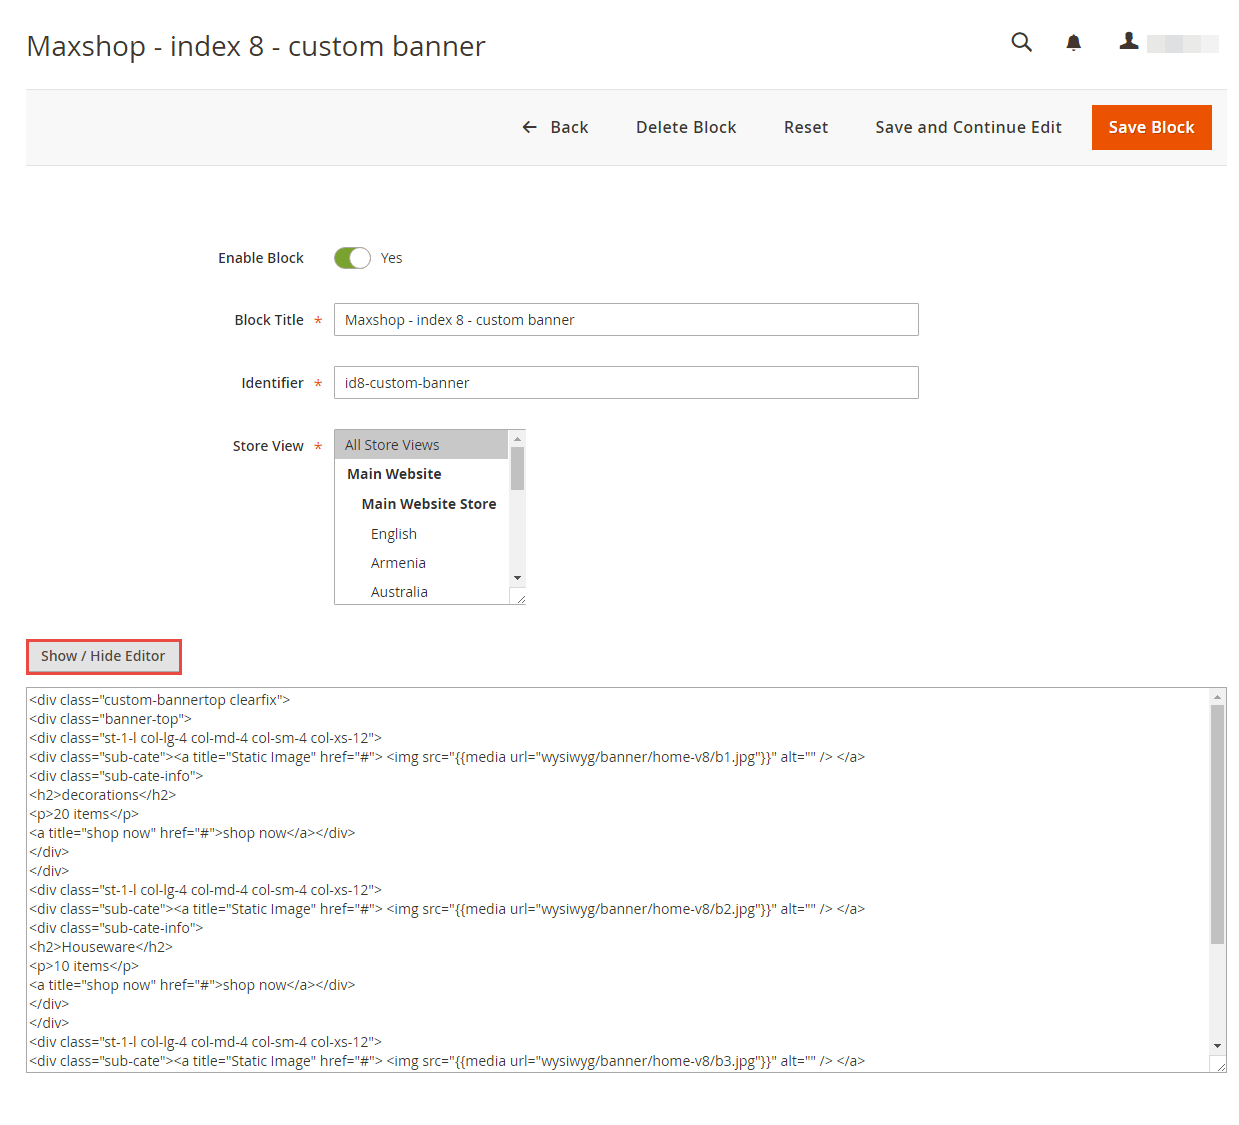 Maxshop - index 8 - custom banner
Back Delete Block Reset Save and Continue Edit Save Block
Enable Block Yes
Block Title * Maxshop - index 8 - custom banner
Identifier * id8-custom-banner
Store View * All Store Views
Main Website
Main Website Store
English
Armenia
Australia
Show / Hide Editor
<div class="custom-bannertop clearfix">
<div class="banner-top">
<div class="st-1-l col-lg-4 col-md-4 col-sm-4 col-xs-12">
<div class="sub-cate"><a title="Static Image" href="#"> <img src="{{media url="wysiwyg/banner/home-v8/b1.jpg"}}" alt="" /> </a>
<div class="sub-cate-info">
<h2>decorations</h2>
<p>20 items</p>
<a title="shop now" href="#">shop now</a></div>
</div>
</div>
<div class="st-1-l col-lg-4 col-md-4 col-sm-4 col-xs-12">
<div class="sub-cate"><a title="Static Image" href="#"> <img src="{{media url="wysiwyg/banner/home-v8/b2.jpg"}}" alt="" /> </a>
<div class="sub-cate-info">
<h2>Houseware</h2>
<p>10 items</p>
<a title="shop now" href="#">shop now</a></div>
</div>
</div>
<div class="st-1-l col-lg-4 col-md-4 col-sm-4 col-xs-12">
<div class="sub-cate"><a title="Static Image" href="#"> <img src="{{media url="wysiwyg/banner/home-v8/b3.jpg"}}" alt="" /> </a>